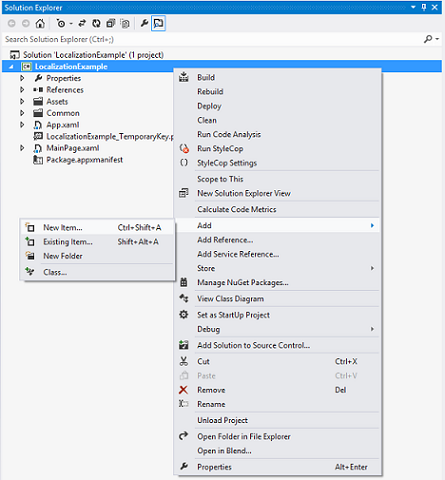 Solution Explorer
Search Solution Explorer (Ctrl+;)
Solution 'LocalizationExample' (1 project)
LocalizationExample
Properties
References
Assets
Common
App.xaml
LocalizationExample_TemporaryKey.p
MainPage.xaml
Package.appxmanifest
Build
Rebuild
Deploy
Clean
Run Code Analysis
Run StyleCop
StyleCop Settings
Scope to This
New Solution Explorer View
Calculate Code Metrics
Add
Add Reference...
Add Service Reference...
Store
Manage NuGet Packages...
View Class Diagram
Set as StartUp Project
Debug
Add Solution to Source Control...
Cut Ctrl+X
Paste Ctrl+V
Remove Del
Rename
Unload Project
Open Folder in File Explorer
Open in Blend...
Properties Alt+Enter
New Item... Ctrl+Shift+A
Existing Item... Shift+Alt+A
New Folder
Class...